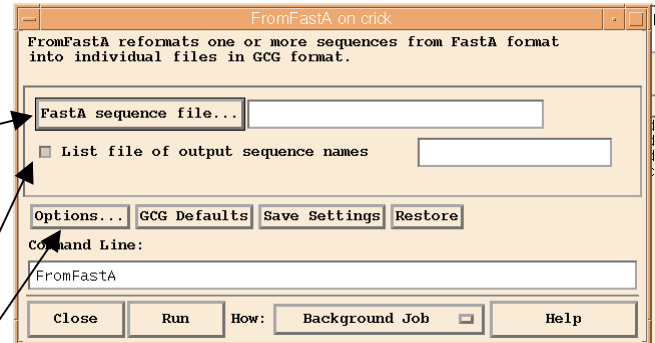 FromFastA on crick
FromFastA reformats one or more sequences from FastA format
into individual files in GCG format.
FastA sequence file...
List file of output sequence names
Options... GCG Defaults Save Settings Restore
Command Line:
FromFastA
Close Run How: Background Job Help